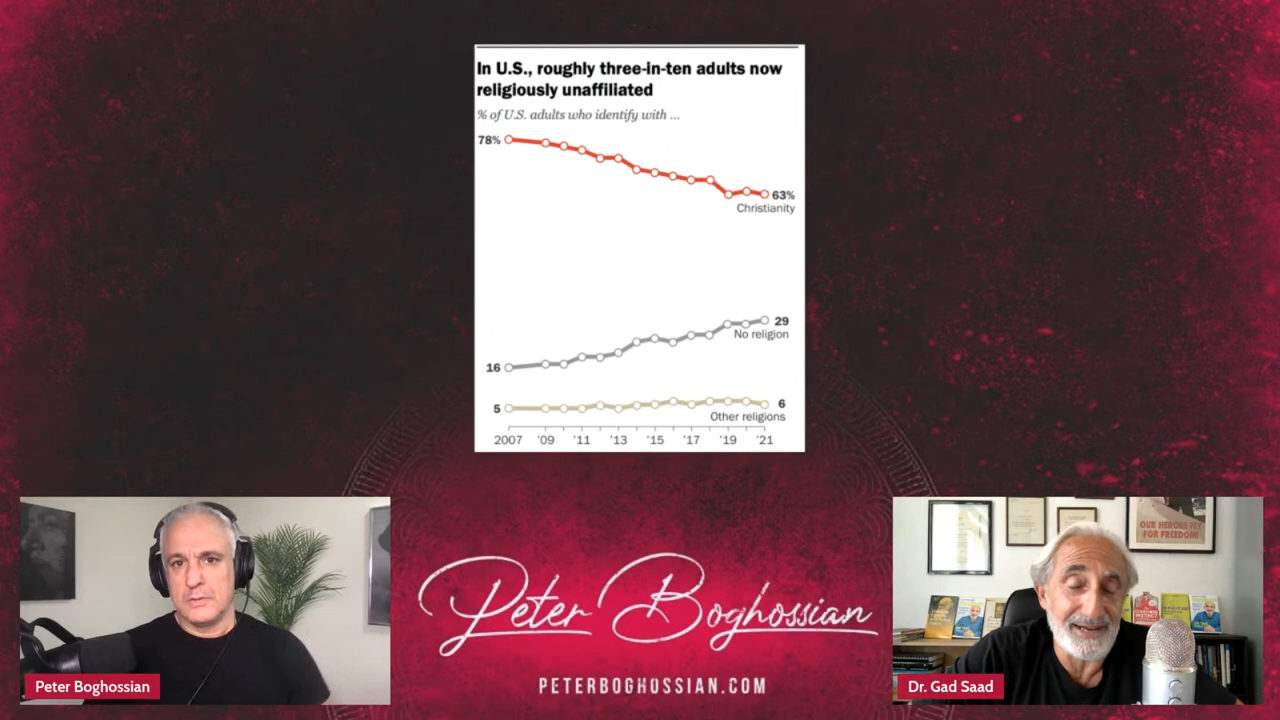 In U.S., roughly three-in-ten adults now
religiously unaffiliated
% of U.S. adults who identify with ...
78%
63%
Christianity
29
No religion
16
5
6
Other religions
2007 '09 '11 '13 '15 '17 '19 '21
OUR HEROES FLY
FOR FREEDOM!
Peter Boghossian
PETERBOGHOSSIAN.COM
Peter Boghossian
Dr. Gad Saad